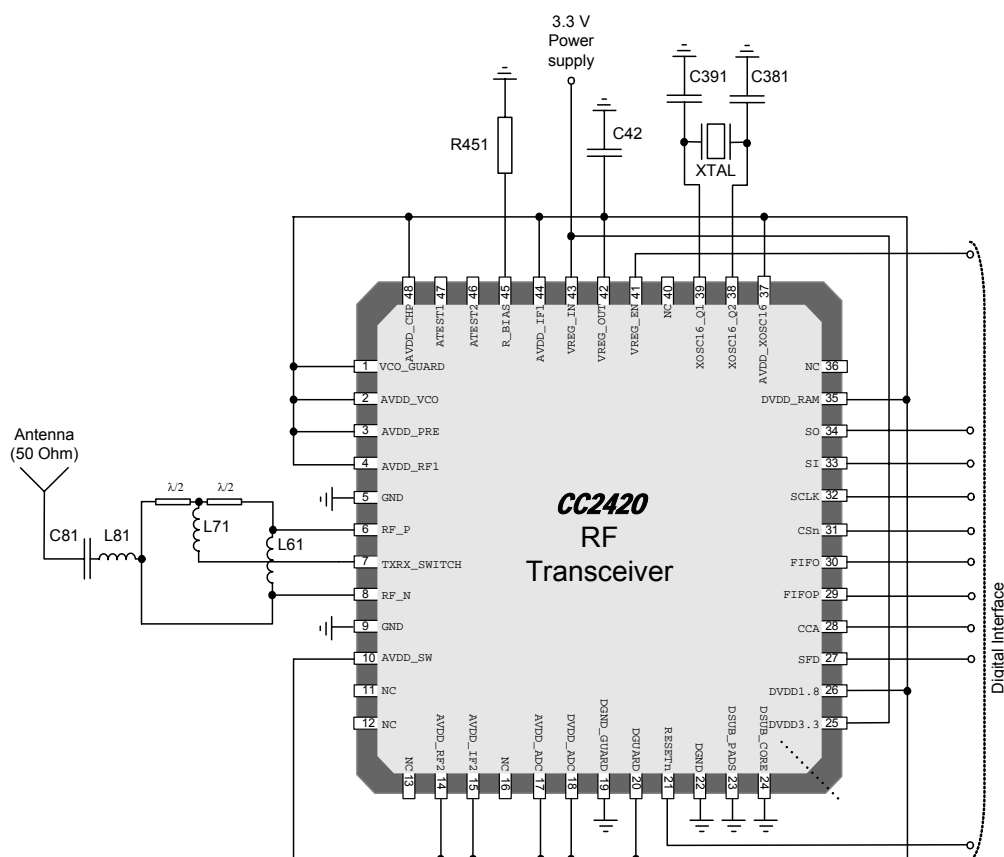 3.3 V
Power
supply
C391
C381
R451
C42
XTAL
48
47
46
45
44
43
42
41
40
39
38
37
AVDD_CHP
ATEST1
ATEST2
R_BIAS
AVDD_IF1
VREG_IN
VREG_OUT
VREG_EN
NC
XOSC16_Q1
XOSC16_Q2
AVDD_XOSC16
1 VCO_GUARD
2 AVDD_VCO
3 AVDD_PRE
4 AVDD_RF1
5 GND
6 RF_P
7 TXRX_SWITCH
8 RF_N
9 GND
10 AVDD_SW
11 NC
12 NC
NC 36
DVDD_RAM 35
SO 34
SI 33
SCLK 32
CSn 31
FIFO 30
FIFOP 29
CCA 28
SFD 27
DVDD1.8 26
DVDD3.3 25
Antenna
(50 Ohm)
λ/2
λ/2
C81
L81
L71
L61
CC2420
RF
Transceiver
Digital Interface
NC
AVDD_RF2
AVDD_IF2
NC
AVDD_ADC
DVDD_ADC
DGND_GUARD
DGUARD
RESETn
DGND
DSUB_PADS
DSUB_CORE
13
14
15
16
17
18
19
20
21
22
23
24